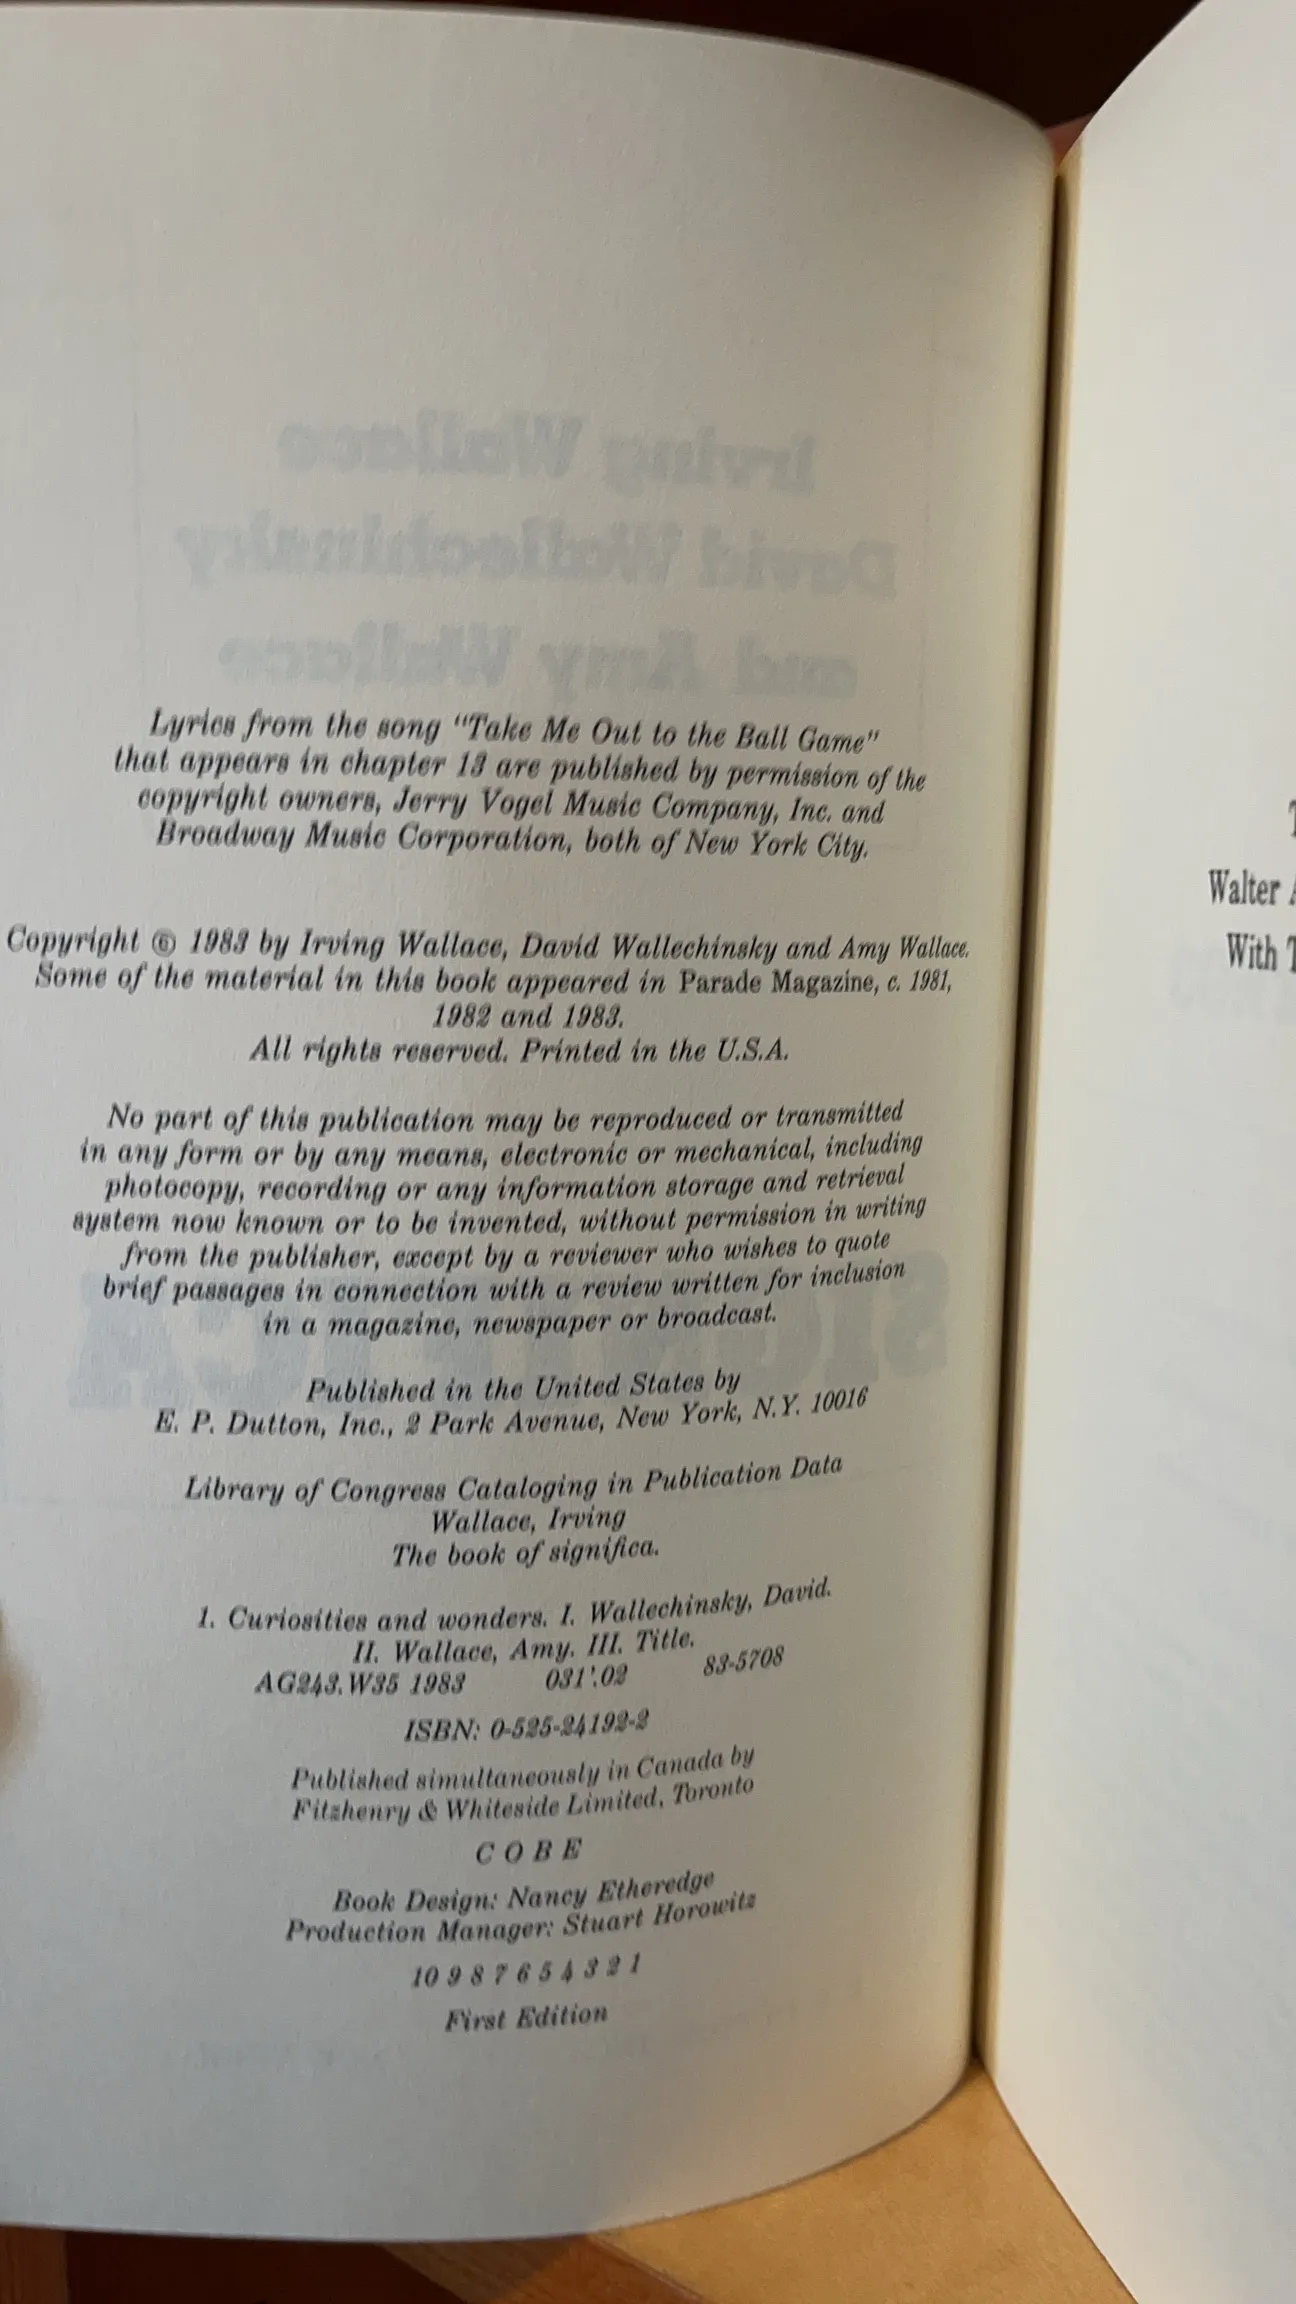 Irving Wallace
David Wallechinsky
and Amy Wallace
Lyrics from the song "Take Me Out to the Ball Game"
that appears in chapter 13 are published by permission of the
copyright owners, Jerry Vogel Music Company, Inc. and
Broadway Music Corporation, both of New York City.
Copyright © 1983 by Irving Wallace, David Wallechinsky and Amy Wallace.
Some of the material in this book appeared in Parade Magazine, c. 1981,
1982 and 1983.
All rights reserved. Printed in the U.S.A.
No part of this publication may be reproduced or transmitted
in any form or by any means, electronic or mechanical, including
photocopy, recording or any information storage and retrieval
system now known or to be invented, without permission in writing
from the publisher, except by a reviewer who wishes to quote
brief passages in connection with a review written for inclusion
in a magazine, newspaper or broadcast.
Published in the United States by
E. P. Dutton, Inc., 2 Park Avenue, New York, N.Y. 10016
Library of Congress Cataloging in Publication Data
Wallace, Irving
The book of significa.
1. Curiosities and wonders. I. Wallechinsky, David.
II. Wallace, Amy. III. Title.
AG243.W35 1983 031'.02 83-5708
ISBN: 0-525-24192-2
Published simultaneously in Canada by
Fitzhenry & Whiteside Limited, Toronto
C O B E
Book Design: Nancy Etheredge
Production Manager: Stuart Horowitz
10 9 8 7 6 5 4 3 2 1
First Edition
Walter
With